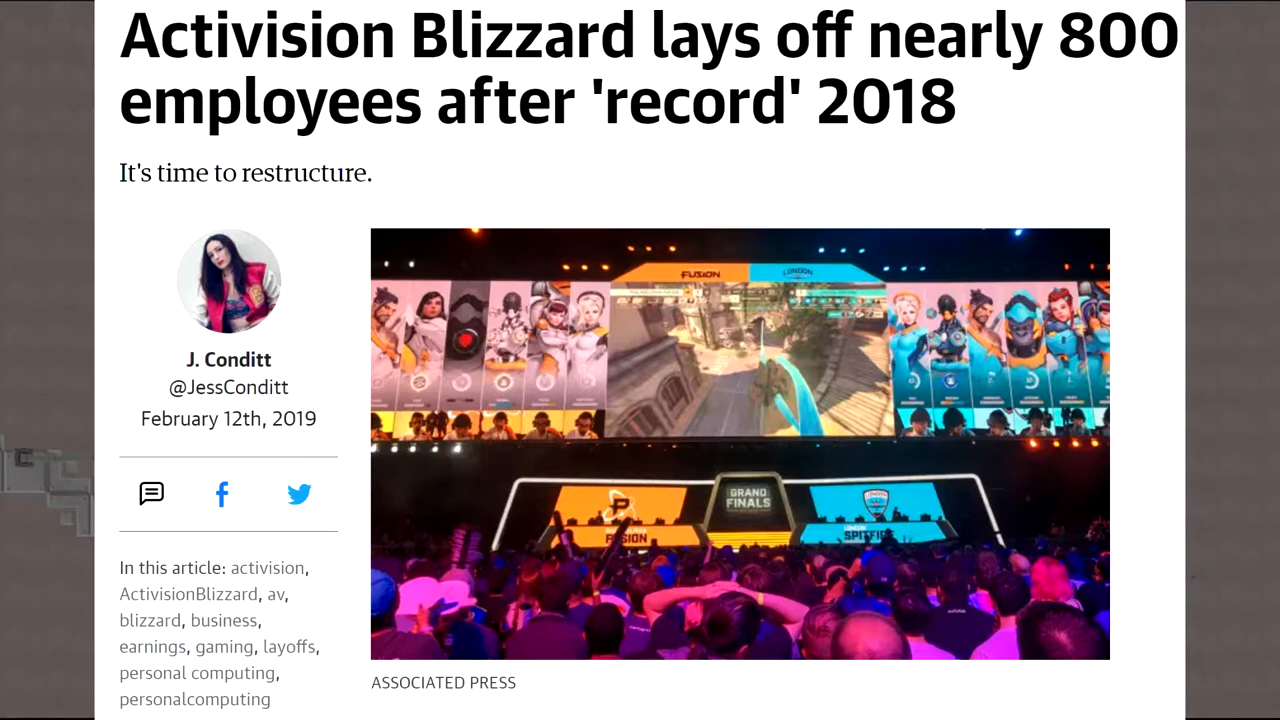 Activision Blizzard lays off nearly 800
employees after 'record' 2018
It's time to restructure.
J. Conditt
@JessConditt
February 12th, 2019
In this article: activision,
ActivisionBlizzard, av,
blizzard, business,
earnings, gaming, layoffs,
personal computing,
personalcomputing
FUSION
LONDON
GRAND
FINALS
FUSION
LONDON
SPITFIRE
ASSOCIATED PRESS